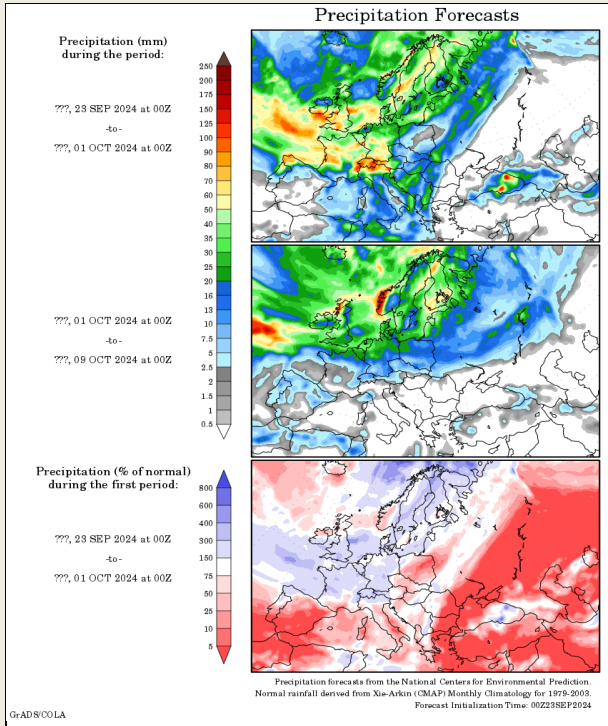 Precipitation Forecasts
Precipitation (mm)
during the period:
???, 23 SEP 2024 at 00Z
-to-
???, 01 OCT 2024 at 00Z
250
200
175
150
125
100
90
80
70
60
50
45
40
35
30
25
20
16
13
10
7.5
5
2.5
2
1.5
1
0.5
???, 01 OCT 2024 at 00Z
-to-
???, 09 OCT 2024 at 00Z
Precipitation (% of normal)
during the first period:
???, 23 SEP 2024 at 00Z
-to-
???, 01 OCT 2024 at 00Z
800
600
400
300
150
75
50
25
10
5
Precipitation forecasts from the National Centers for Environmental Prediction.
Normal rainfall derived from Xie-Arkin (CMAP) Monthly Climatology for 1979-2003.
Forecast Initialization Time: 00Z23SEP2024
GrADS/COLA